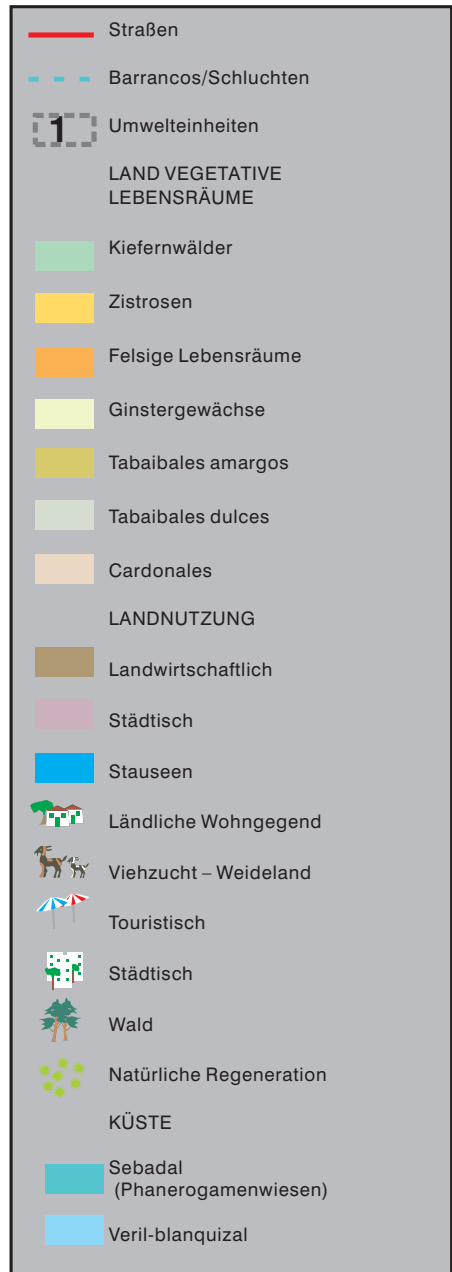 Straßen
Barrancos/Schluchten
1 Umwelteinheiten
LAND VEGETATIVE
LEBENSRÄUME
Kiefernwälder
Zistrosen
Felsige Lebensräume
Ginstergewächse
Tabaibales amargos
Tabaibales dulces
Cardonales
LANDNUTZUNG
Landwirtschaftlich
Städtisch
Stauseen
Ländliche Wohngegend
Viehzucht – Weideland
Touristisch
Städtisch
Wald
Natürliche Regeneration
KÜSTE
Sebadal
(Phanerogamenwiesen)
Veril-blanquizal